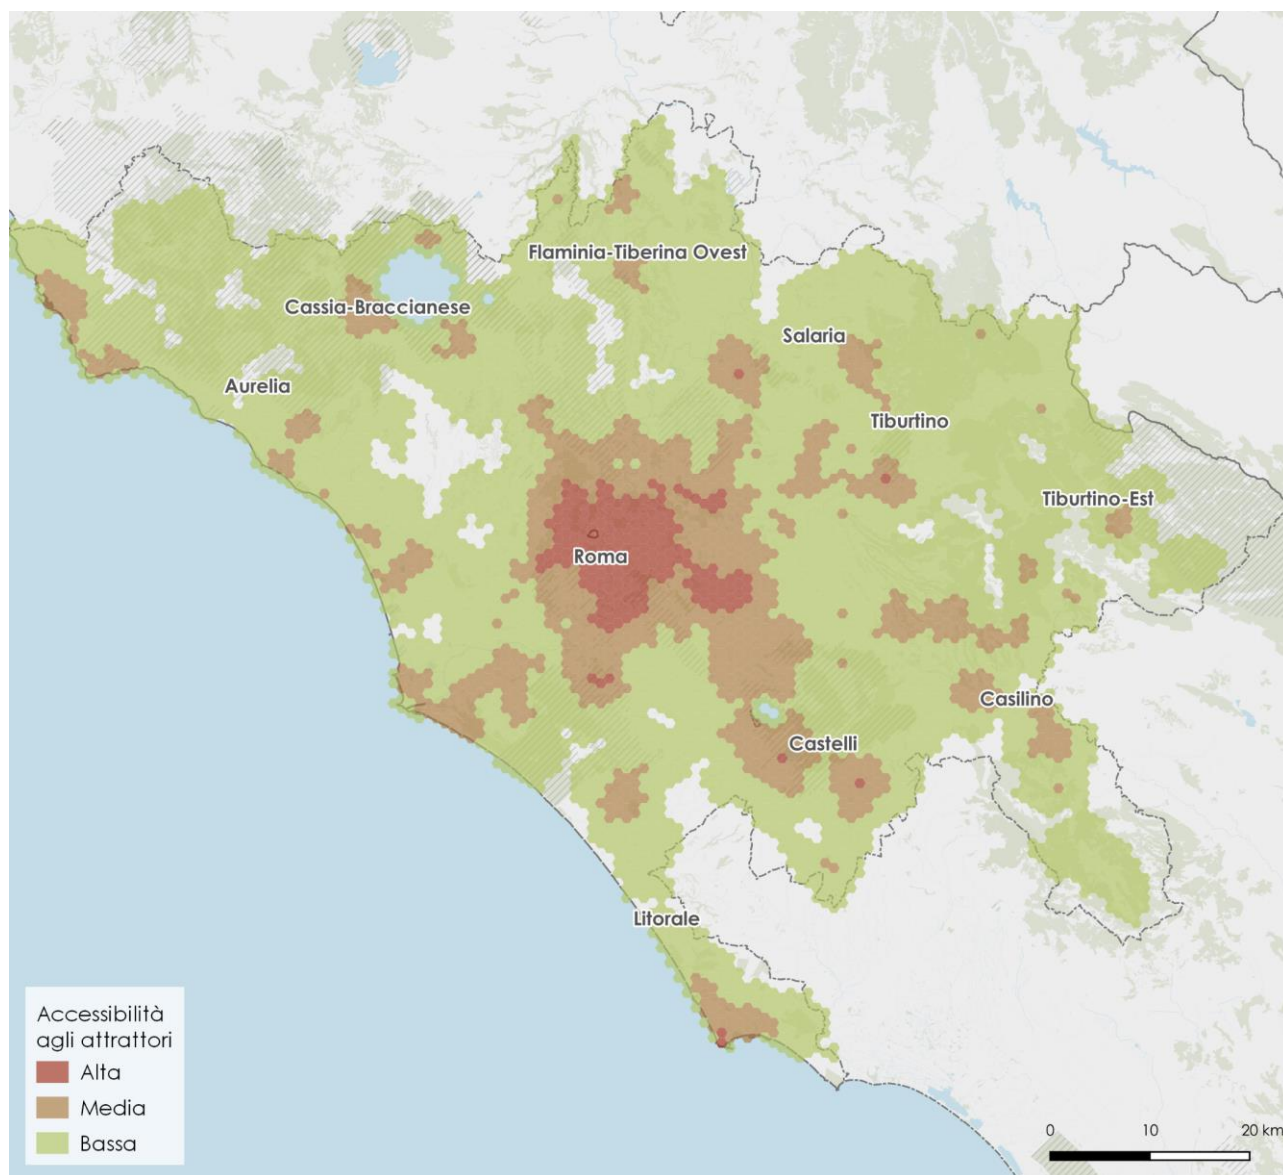 Flaminia-Tiberina Ovest
Cassia-Braccianese
Salaria
Aurelia
Tiburtino
Tiburtino-Est
Roma
Casilino
Castelli
Litorale
Accessibilità
agli attrattori
Alta
Media
Bassa
0 10 20 km